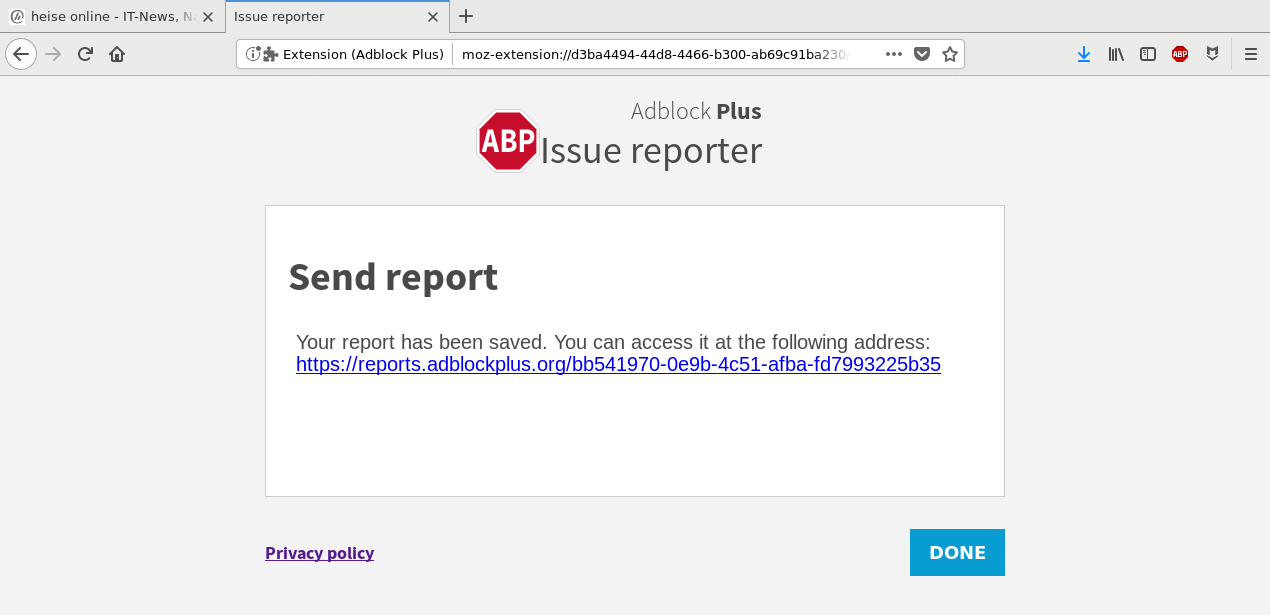 heise online - IT-News, N
Issue reporter
Extension (Adblock Plus)
moz-extension://d3ba4494-44d8-4466-b300-ab69c91ba230/
ABP
Adblock Plus
ABP
Issue reporter
Send report
Your report has been saved. You can access it at the following address:
https://reports.adblockplus.org/bb541970-0e9b-4c51-afba-fd7993225b35
Privacy policy
DONE